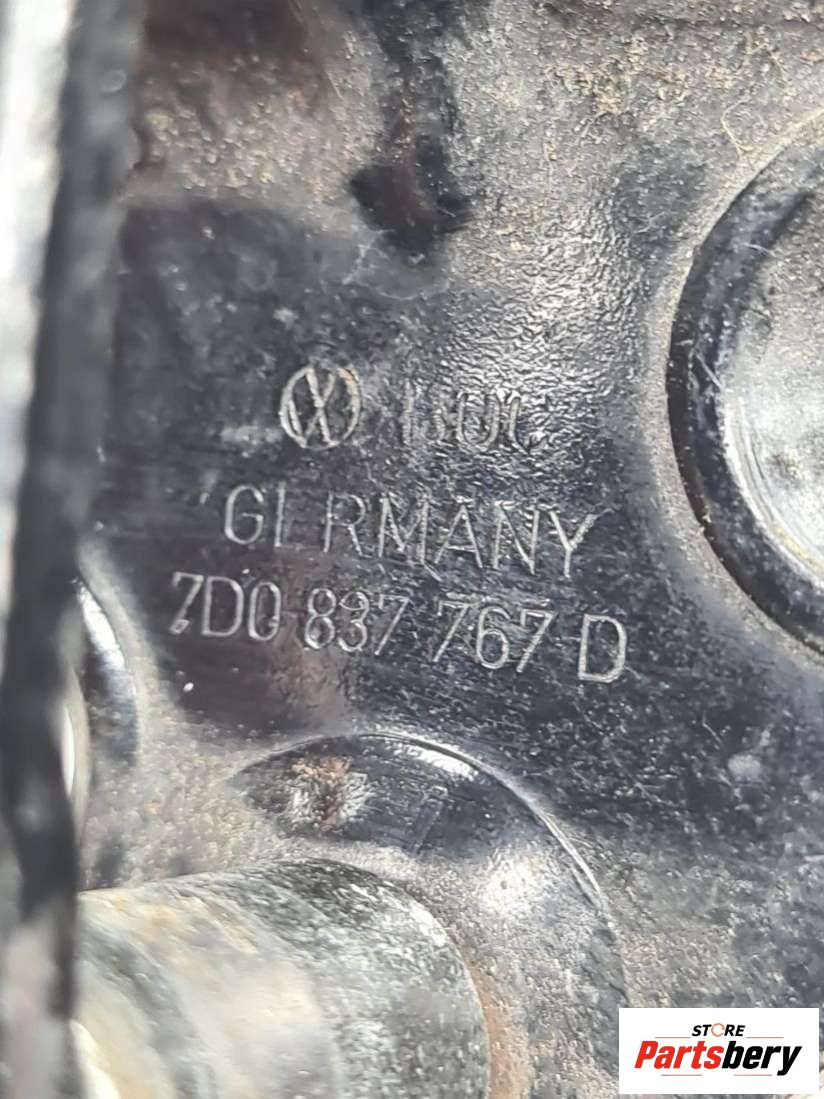 GERMANY
7D0 837 767 D
STORE
Partsbery